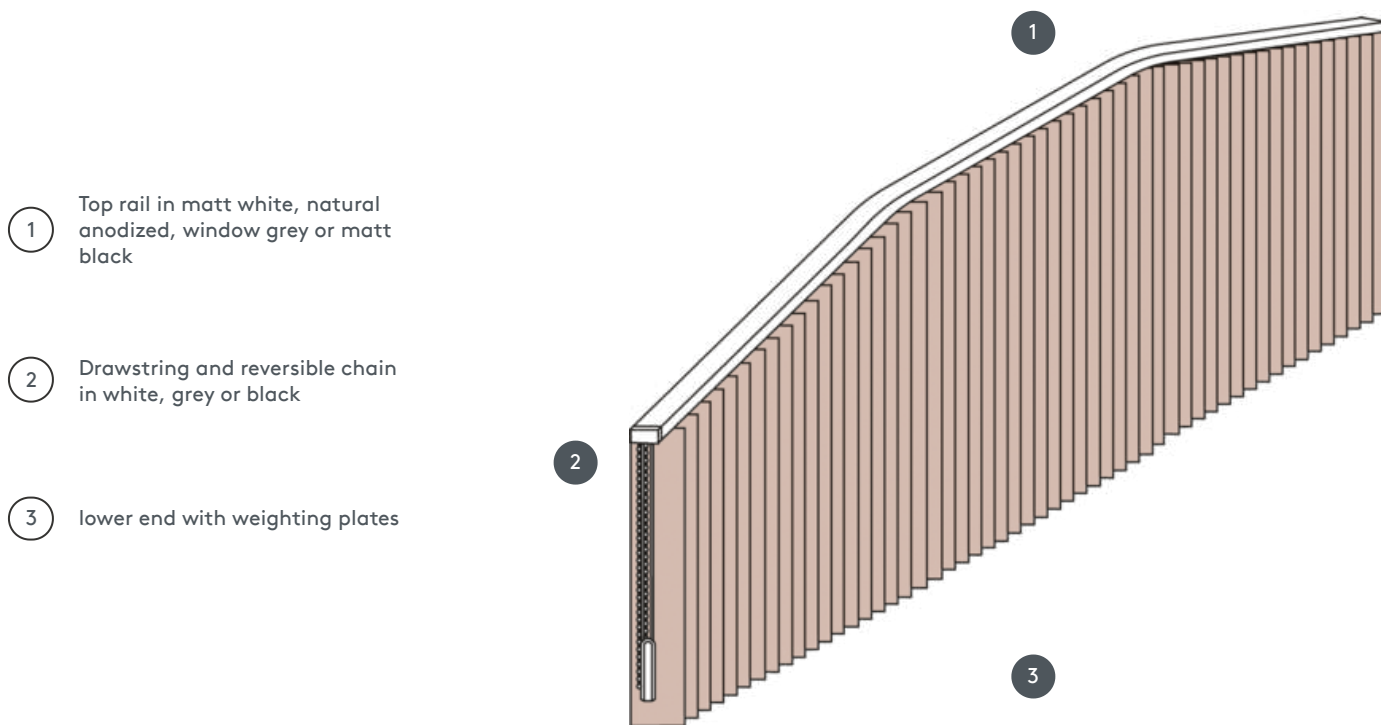 1
Top rail in matt white, natural
anodized, window grey or matt
black
2
Drawstring and reversible chain
in white, grey or black
3
lower end with weighting plates
1
2
3